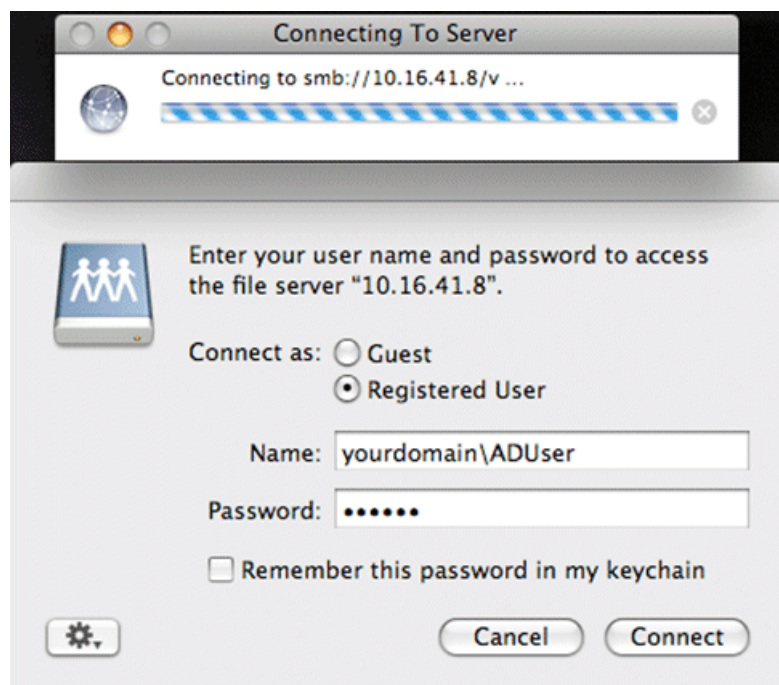 Connecting To Server
Connecting to smb://10.16.41.8/v ...
Enter your user name and password to access
the file server “10.16.41.8”.
Connect as: Guest
Registered User
Name: yourdomain\ADUser
Password: ••••••
Remember this password in my keychain
Cancel Connect